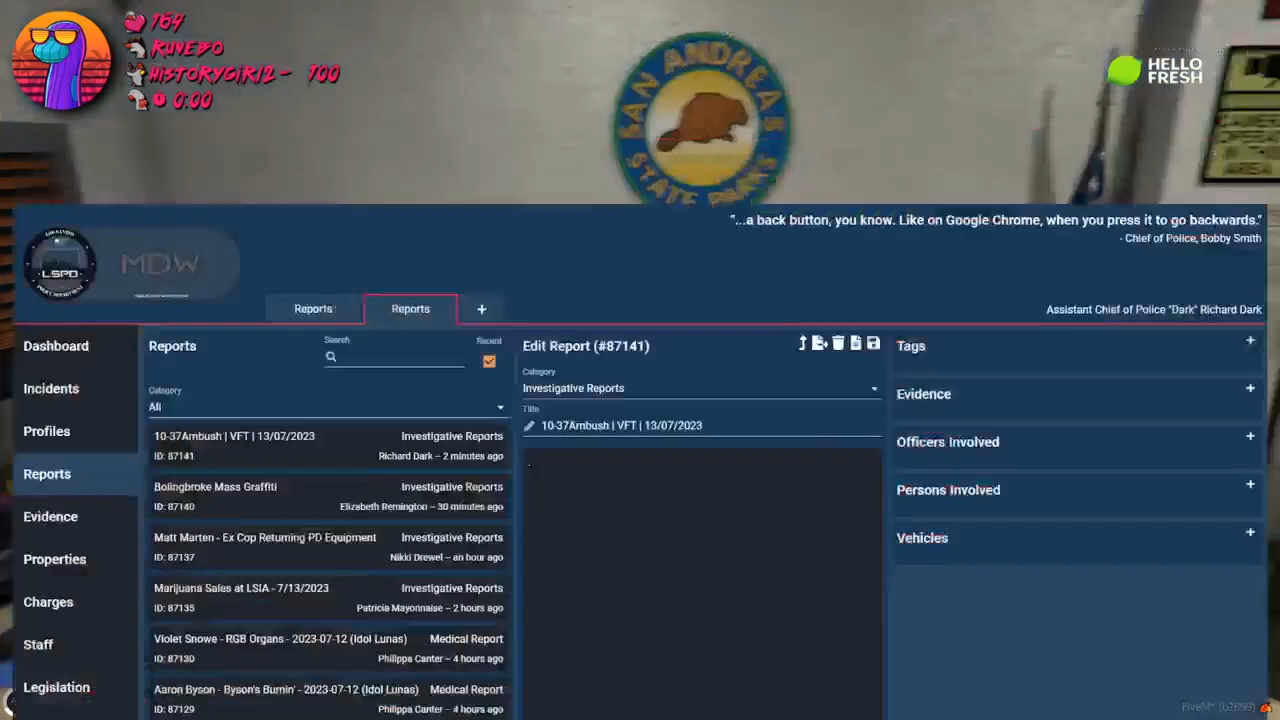 154
Ruvebo
HistoryGirl2 - 700
0:00
HELLO
FRESH
SAN ANDREAS
STATE PARKS
AREA
"...a back button, you know. Like on Google Chrome, when you press it to go backwards."
- Chief of Police, Bobby Smith
LSPD
MDW
Reports
Reports
+
Assistant Chief of Police "Dark" Richard Dark
Dashboard
Incidents
Profiles
Reports
Evidence
Properties
Charges
Staff
Legislation
Reports
Search
Recent
Category
All
10-37Ambush | VFT | 13/07/2023
Investigative Reports
ID: 87141
Richard Dark – 2 minutes ago
Bolingbroke Mass Graffiti
Investigative Reports
ID: 87140
Elizabeth Remington – 30 minutes ago
Matt Marten - Ex Cop Returning PD Equipment
Investigative Reports
ID: 87137
Nikki Drewel – an hour ago
Marijuana Sales at LSIA - 7/13/2023
Investigative Reports
ID: 87135
Patricia Mayonnaise – 2 hours ago
Violet Snowe - RGB Organs - 2023-07-12 (Idol Lunas)
Medical Report
ID: 87130
Philippa Canter – 4 hours ago
Aaron Byson - Byson's Burnin' - 2023-07-12 (Idol Lunas)
Medical Report
ID: 87129
Philippa Canter – 4 hours ago
Edit Report (#87141)
Category
Investigative Reports
Title
10-37Ambush | VFT | 13/07/2023
.
Tags
+
Evidence
+
Officers Involved
+
Persons Involved
+
Vehicles
+
FiveM* (b2699)